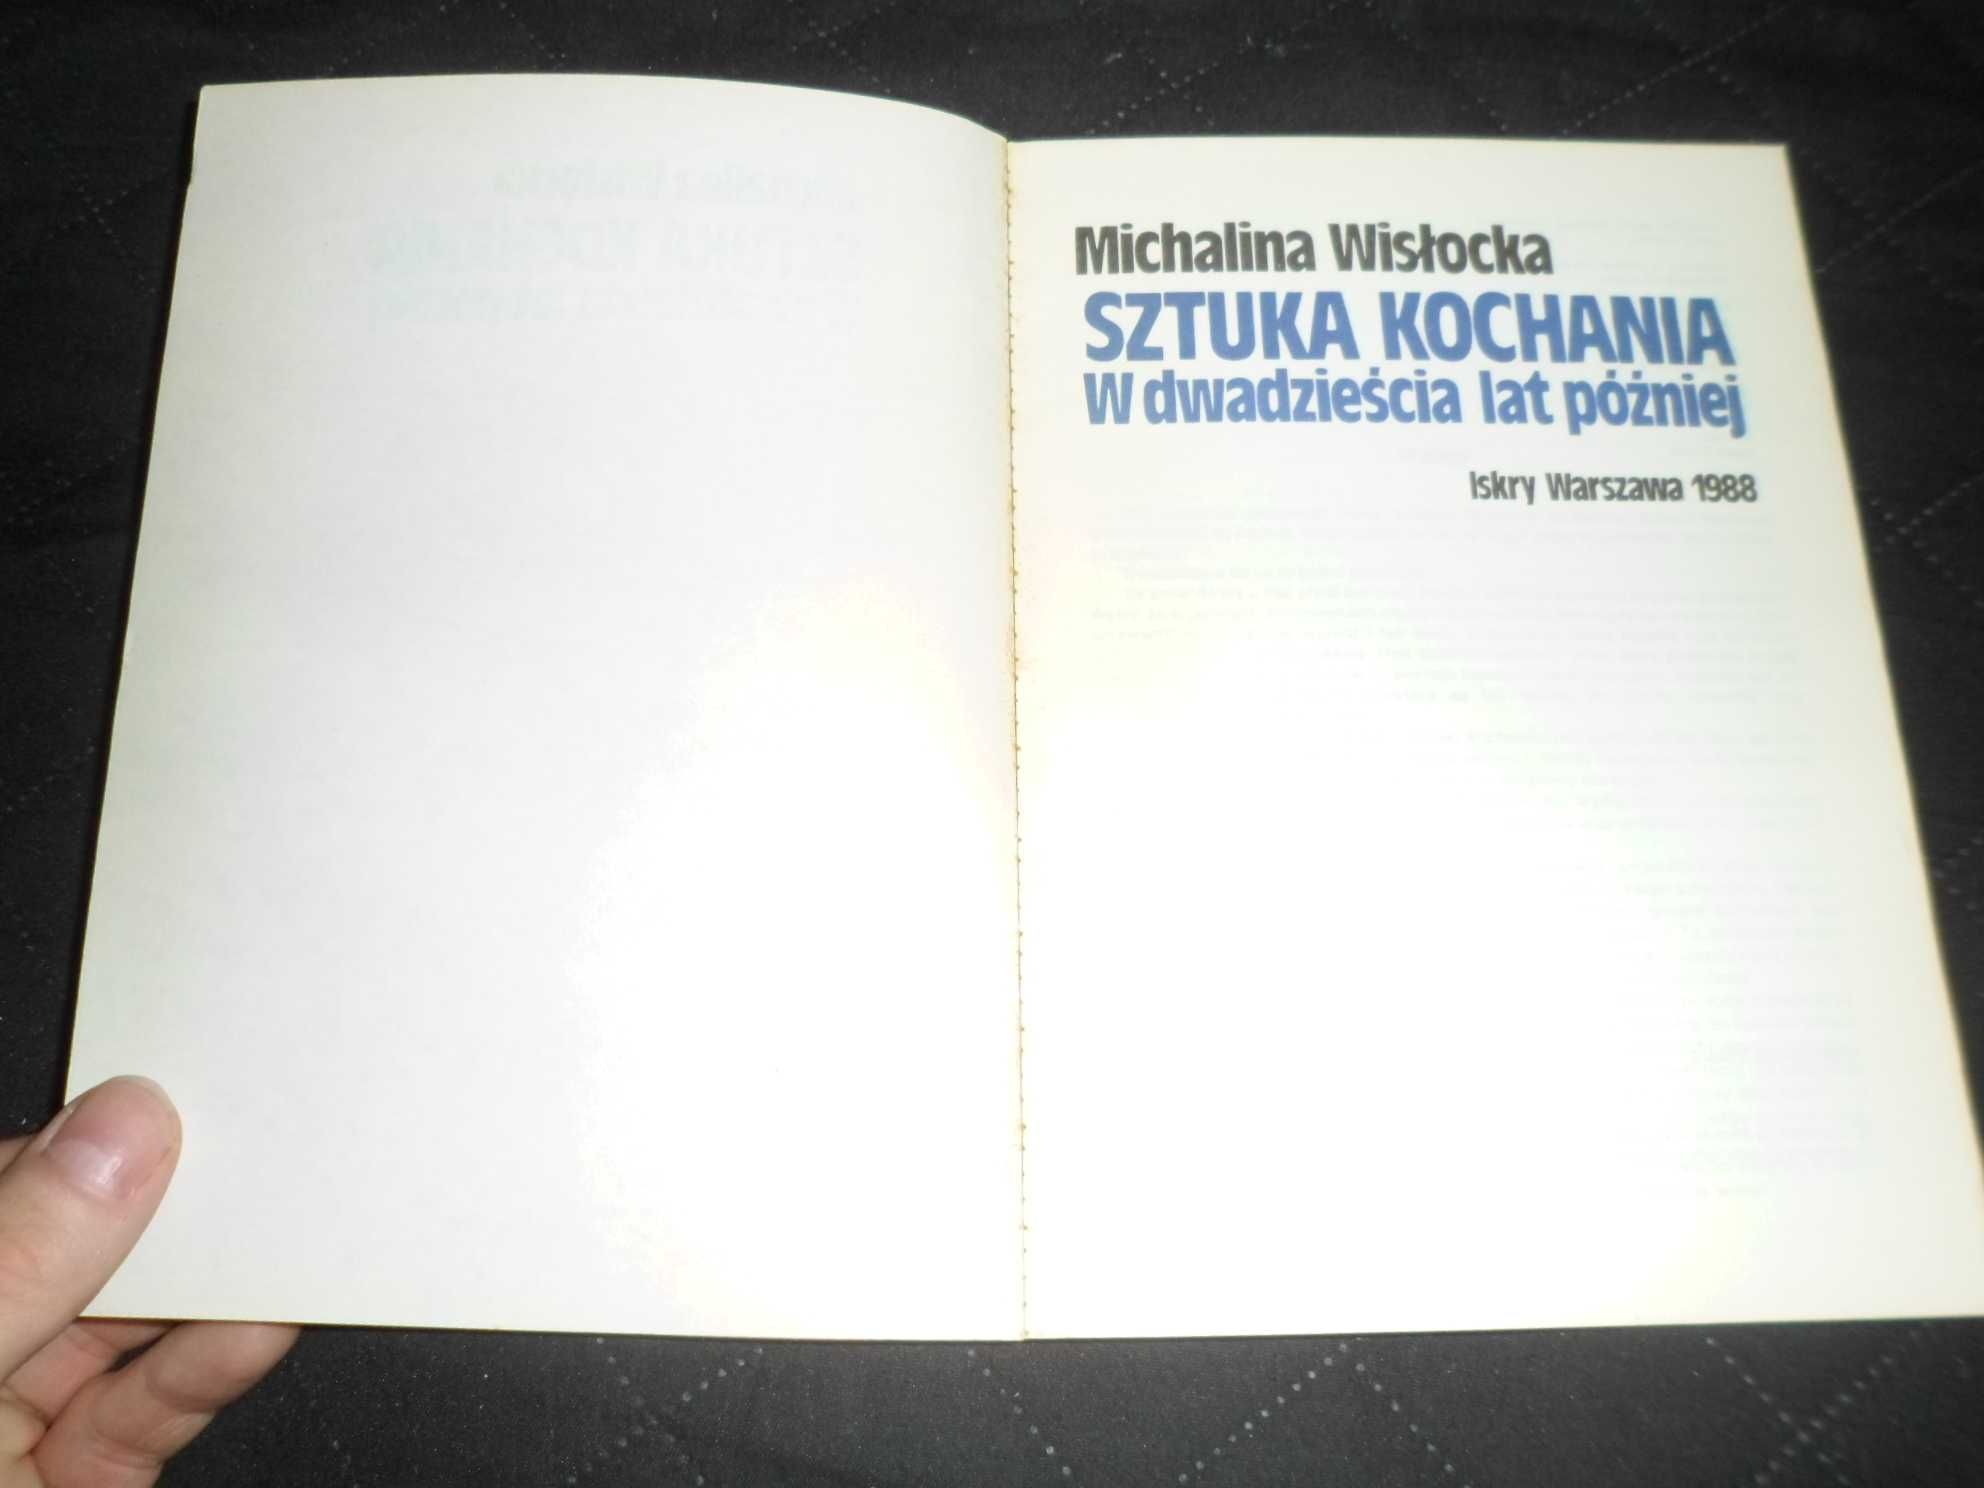 Michalina Wisłocka
SZTUKA KOCHANIA
W dwadzieścia lat później
Iskry Warszawa 1988